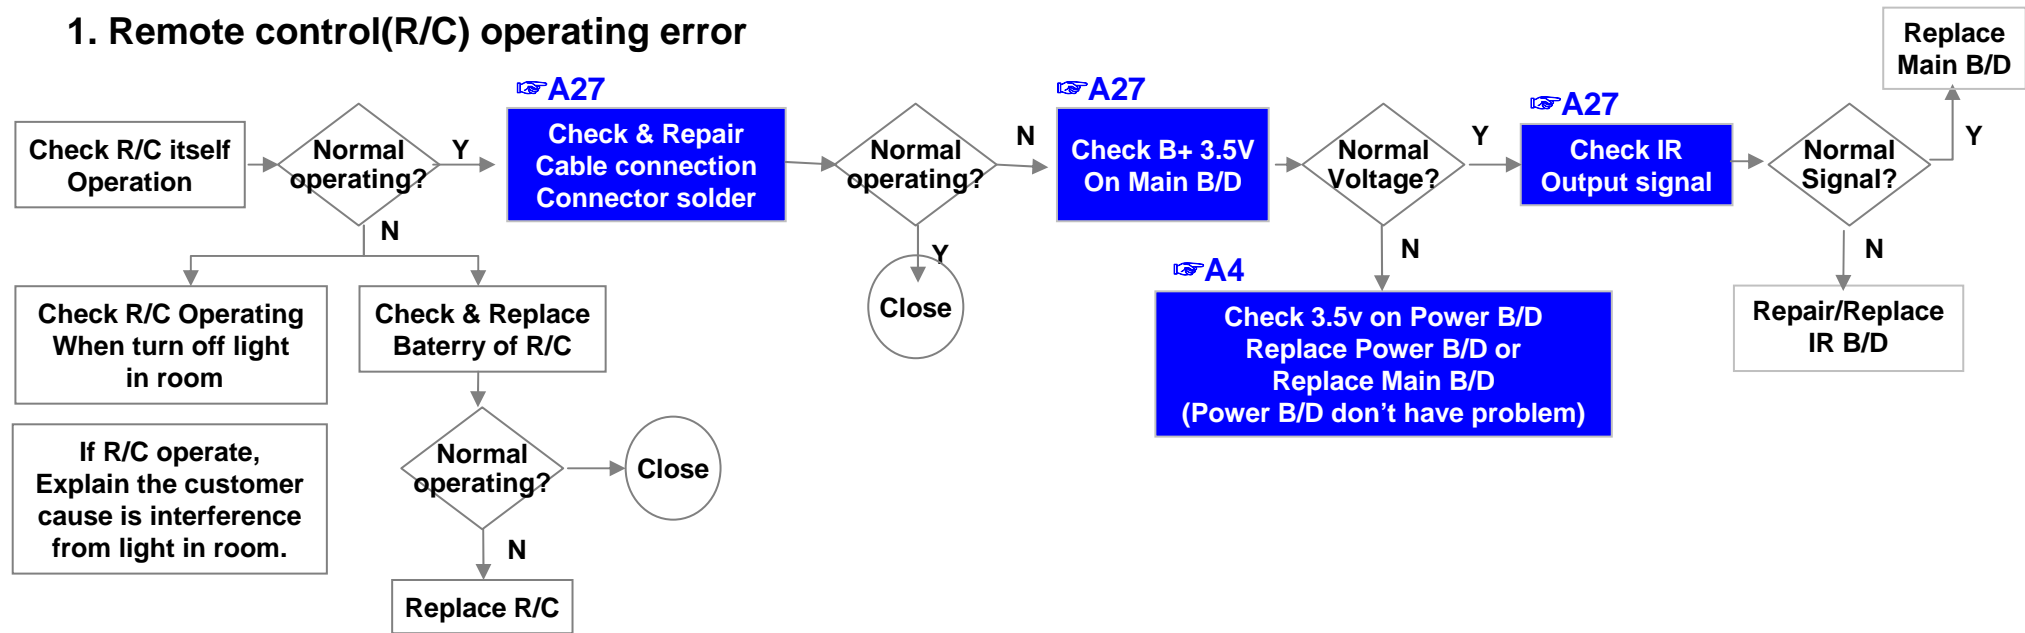 1. Remote control(R/C) operating error
Replace
Main B/D
☞A27
☞A27
☞A27
Check R/C itself
Operation
Normal
operating?
Y
Check & Repair
Cable connection
Connector solder
Normal
operating?
N
Check B+ 3.5V
On Main B/D
Normal
Voltage?
Y
Check IR
Output signal
Normal
Signal?
Y
N
Y
N
N
☞A4
Check R/C Operating
When turn off light
in room
Check & Replace
Baterry of R/C
Close
Check 3.5v on Power B/D
Replace Power B/D or
Replace Main B/D
(Power B/D don't have problem)
Repair/Replace
IR B/D
If R/C operate,
Explain the customer
cause is interference
from light in room.
Normal
operating?
Close
N
Replace R/C